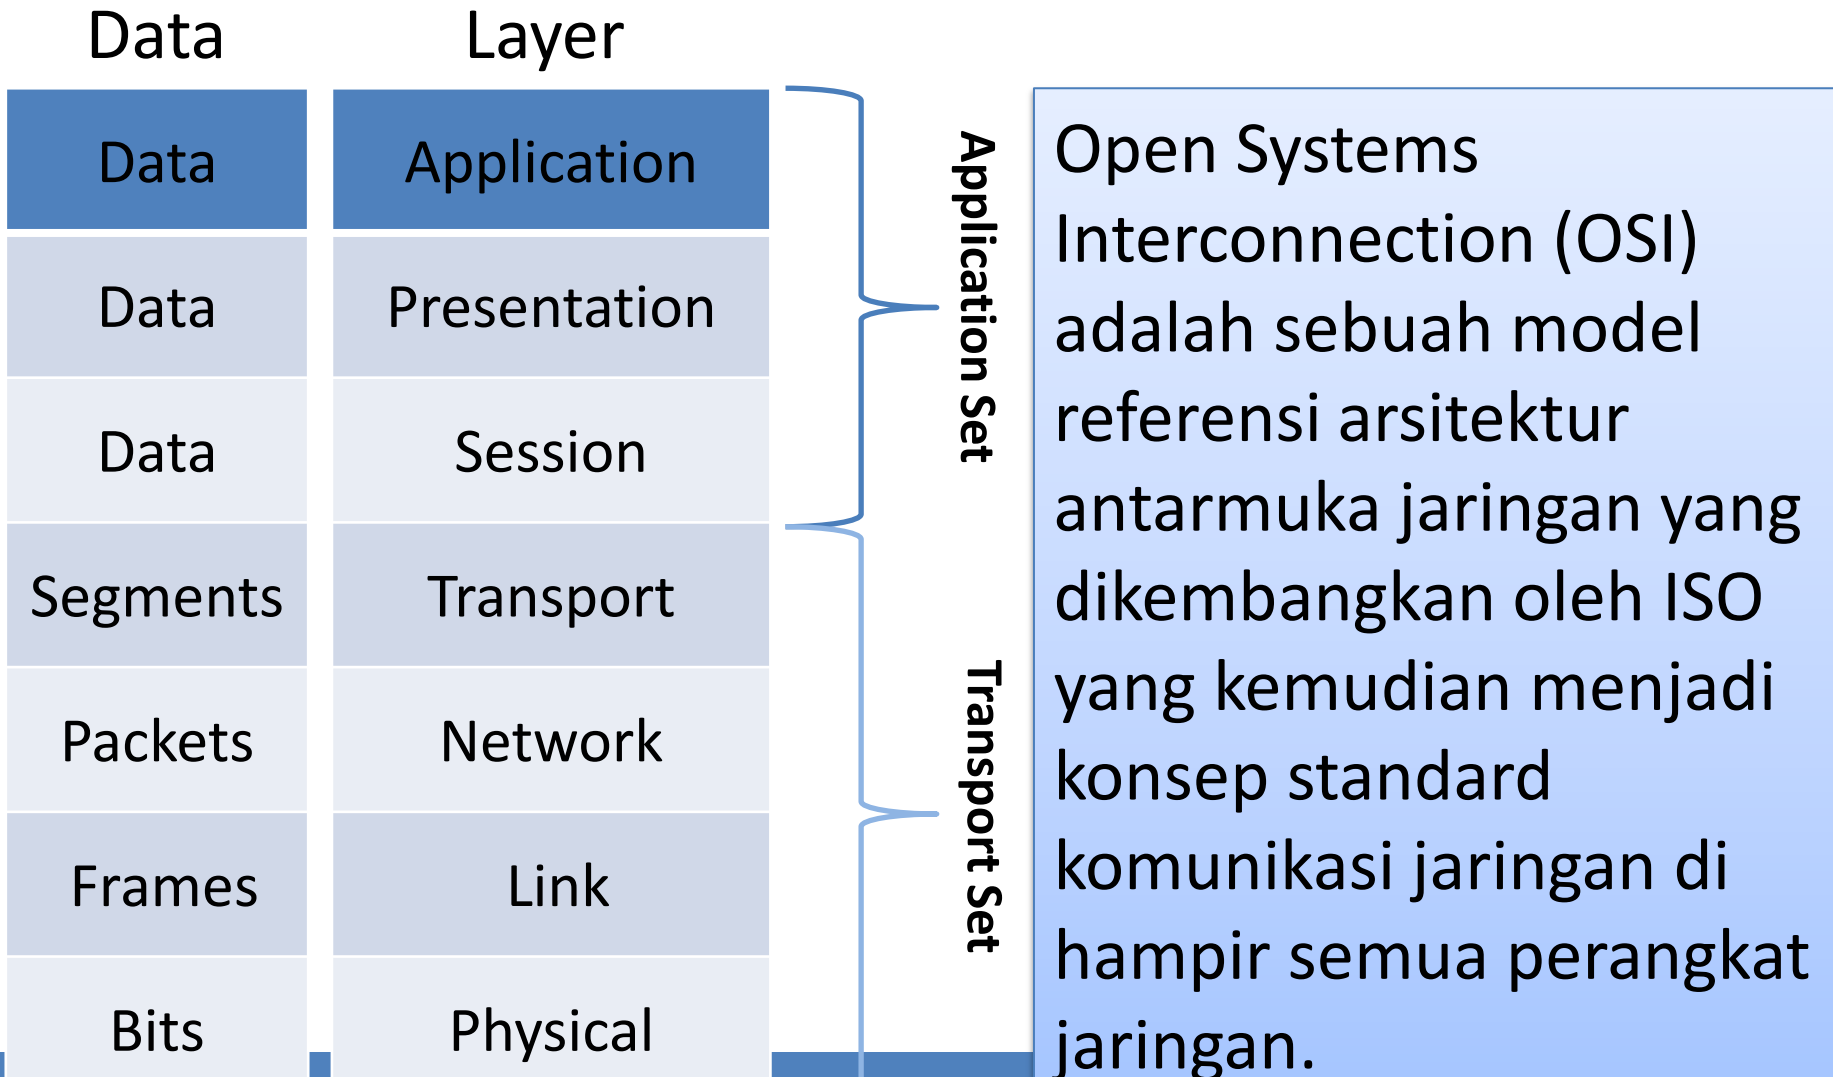 Data Layer
Data Application
Data Presentation
Data Session
Segments Transport
Packets Network
Frames Link
Bits Physical
Application Set
Transport Set
Open Systems
Interconnection (OSI)
adalah sebuah model
referensi arsitektur
antarmuka jaringan yang
dikembangkan oleh ISO
yang kemudian menjadi
konsep standard
komunikasi jaringan di
hampir semua perangkat
jaringan.